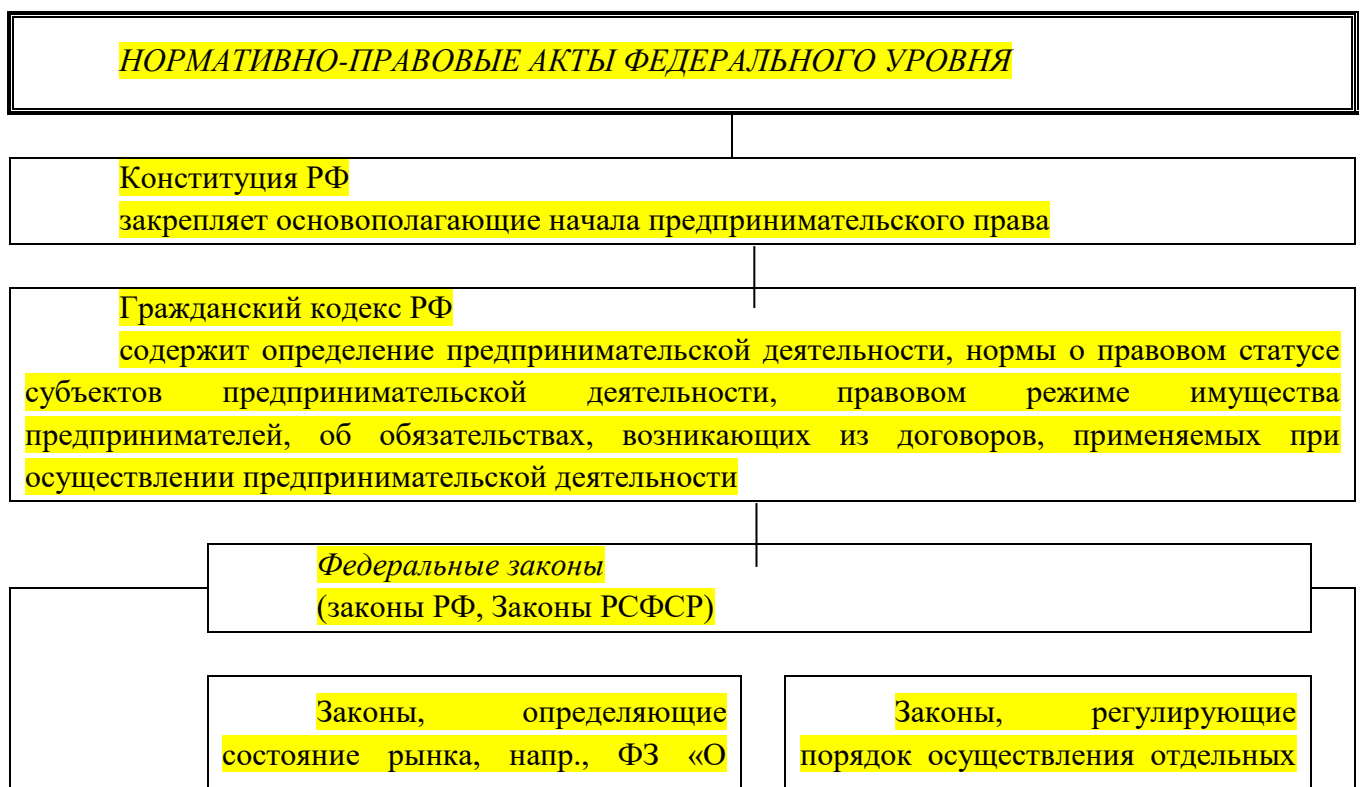 НОРМАТИВНО-ПРАВОВЫЕ АКТЫ ФЕДЕРАЛЬНОГО УРОВНЯ
Конституция РФ
закрепляет основополагающие начала предпринимательского права
Гражданский кодекс РФ
содержит определение предпринимательской деятельности, нормы о правовом статусе
субъектов предпринимательской деятельности, правовом режиме имущества
предпринимателей, об обязательствах, возникающих из договоров, применяемых при
осуществлении предпринимательской деятельности
Федеральные законы
(законы РФ, Законы РСФСР)
Законы, определяющие
состояние рынка, напр., ФЗ «О
Законы, регулирующие
порядок осуществления отдельных